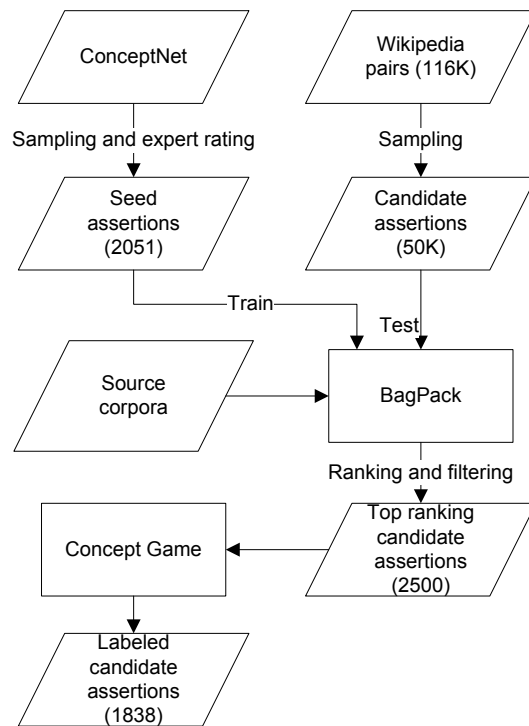 ConceptNet
Wikipedia
pairs (116K)
Sampling and expert rating
Sampling
Seed
assertions
(2051)
Candidate
assertions
(50K)
Train
Test
Source
corpora
BagPack
Ranking and filtering
Concept Game
Top ranking
candidate
assertions
(2500)
Labeled
candidate
assertions
(1838)